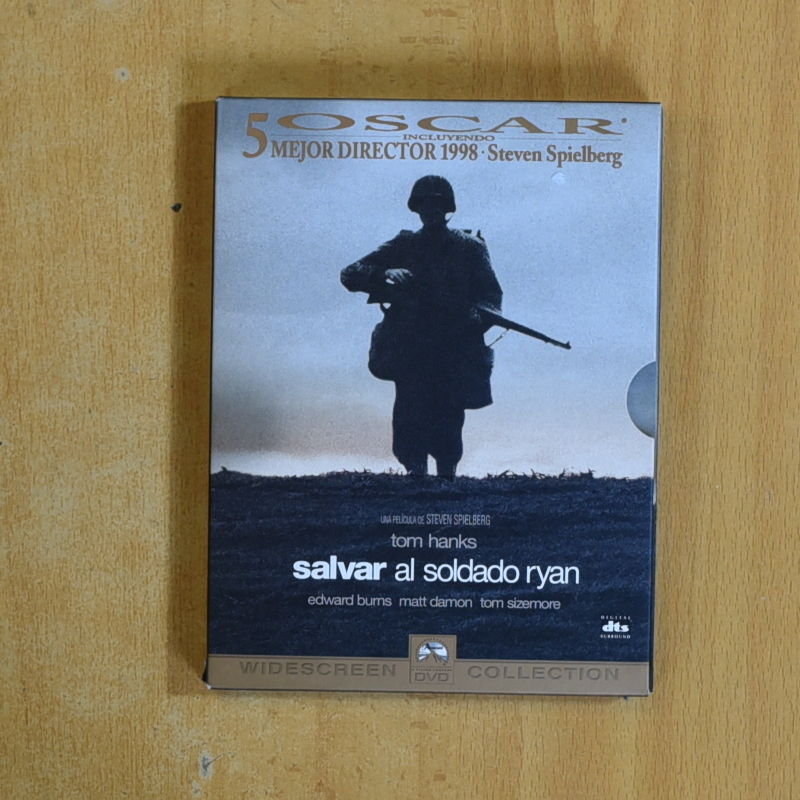 5 OSCAR
INCLUYENDO
MEJOR DIRECTOR 1998 · Steven Spielberg
UNA PELÍCULA DE STEVEN SPIELBERG
tom hanks
salvar al soldado ryan
edward burns matt damon tom sizemore
DIGITAL
dts
SURROUND
WIDESCREEN DVD COLLECTION